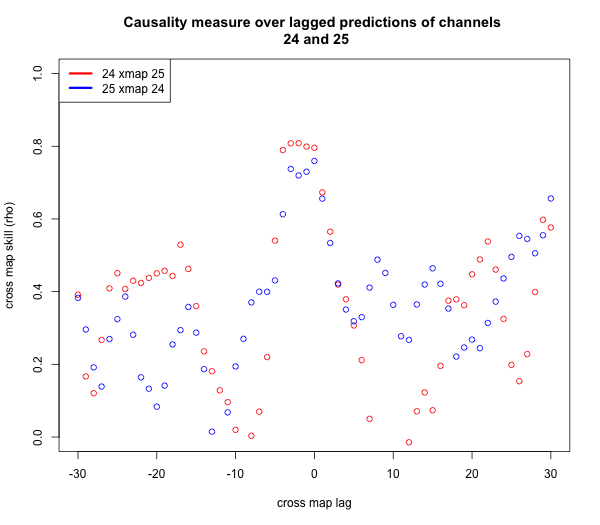 Causality measure over lagged predictions of channels
24 and 25
24 xmap 25
25 xmap 24
cross map skill (rho)
1.0
0.8
0.6
0.4
0.2
0.0
-30
-20
-10
0
10
20
30
cross map lag